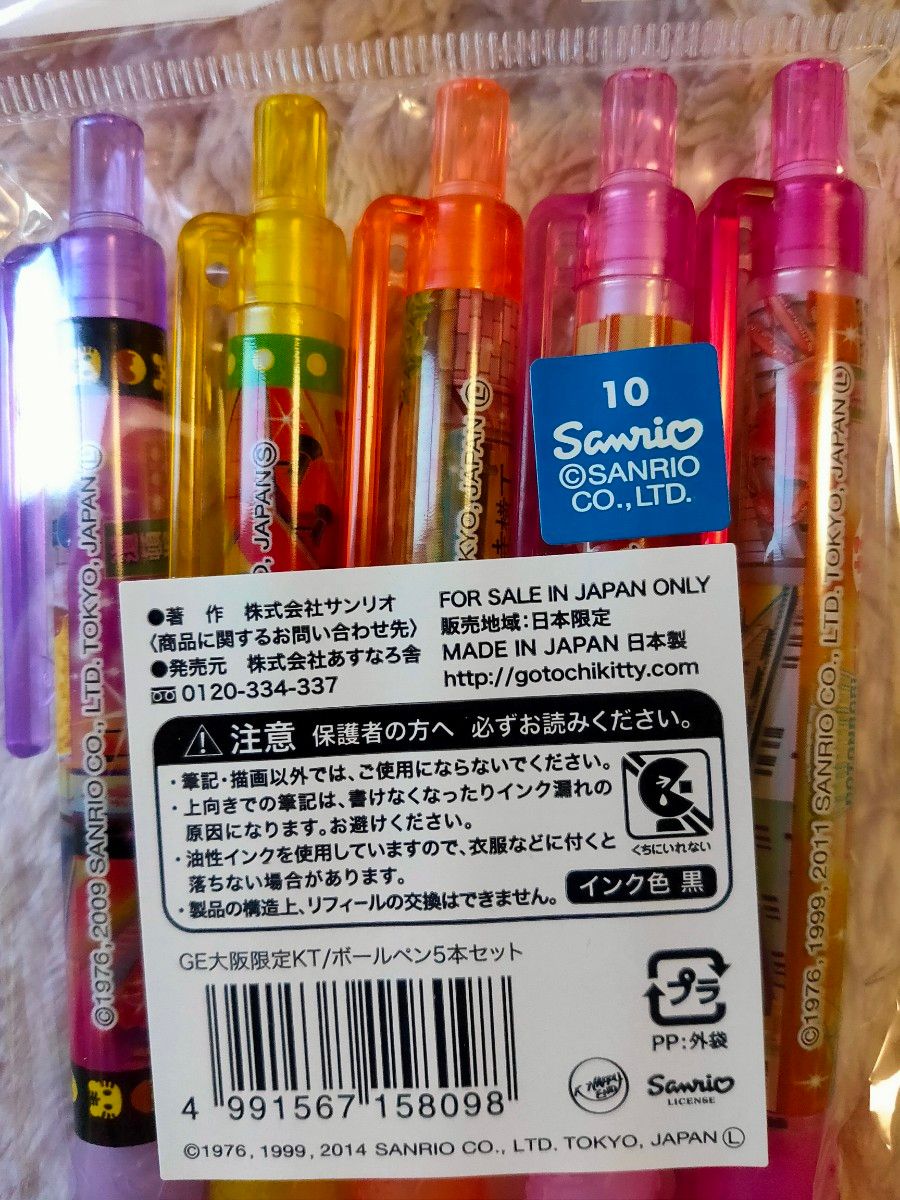 10
Sanrio
©SANRIO
CO.,LTD.
©1976, 2009 SANRIO CO., LTD. TOKYO, JAPAN Ⓛ
, JAPAN Ⓢ
KYO, JAPAN Ⓛ
©1976, 1999, 2011 SANRIO CO., LTD. TOKYO, JAPAN Ⓛ
●著 作 株式会社サンリオ
〈商品に関するお問い合わせ先〉
●発売元 株式会社あすなろ舎
0120-334-337
FOR SALE IN JAPAN ONLY
販売地域:日本限定
MADE IN JAPAN 日本製
http://gotochikitty.com
注意 保護者の方へ 必ずお読みください。
・筆記・描画以外では、ご使用にならないでください。
・上向きでの筆記は、書けなくなったりインク漏れの
原因になります。お避けください。
・油性インクを使用していますので、衣服などに付くと
落ちない場合があります。
・製品の構造上、リフィールの交換はできません。
くちにいれない
インク色 黒
GE大阪限定KT/ボールペン5本セット
4 991567 158098
プラ
PP:外袋
Sanrio
LICENSE
©1976, 1999, 2014 SANRIO CO., LTD. TOKYO, JAPAN Ⓛ